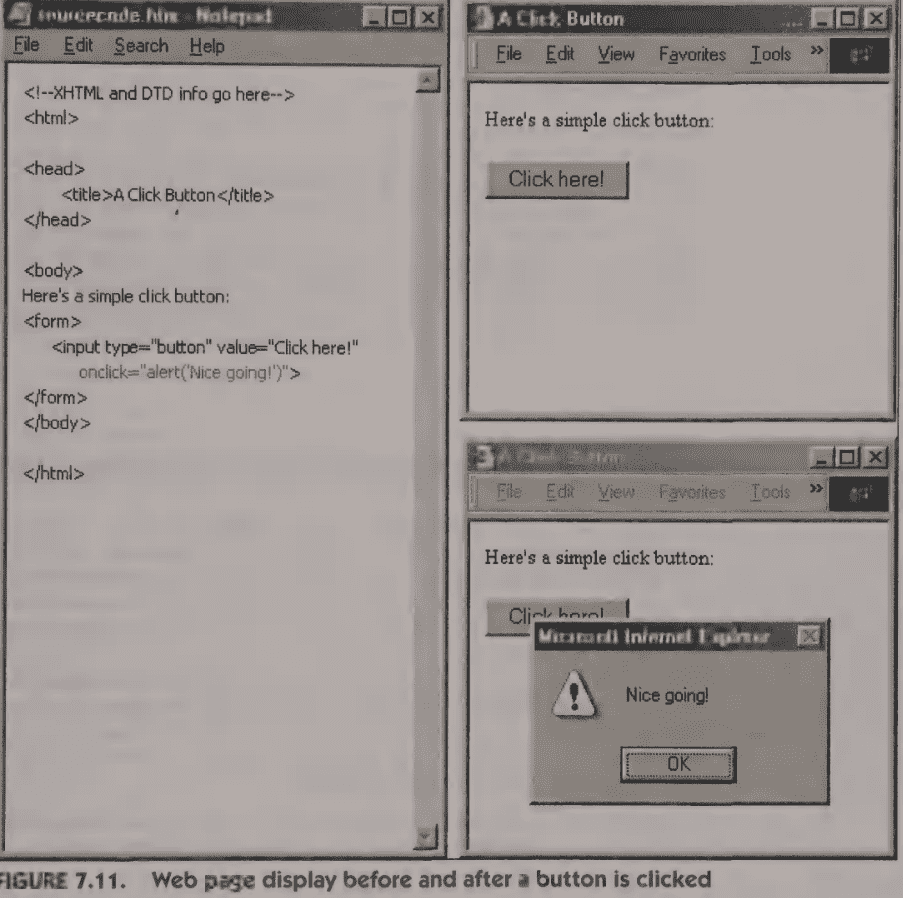 sourcecode.htm - Notepad
File Edit Search Help
<!--XHTML and DTD info go here-->
<html>
<head>
<title>A Click Button</title>
</head>
<body>
Here's a simple click button:
<form>
<input type="button" value="Click here!"
onclick="alert('Nice going!')">
</form>
</body>
</html>
A Click Button
File Edit View Favorites Tools »
Here's a simple click button:
Click here!
A Click Button
File Edit View Favorites Tools »
Here's a simple click button:
Click here!
Microsoft Internet Explorer
Nice going!
OK
FIGURE 7.11. Web page display before and after a button is clicked